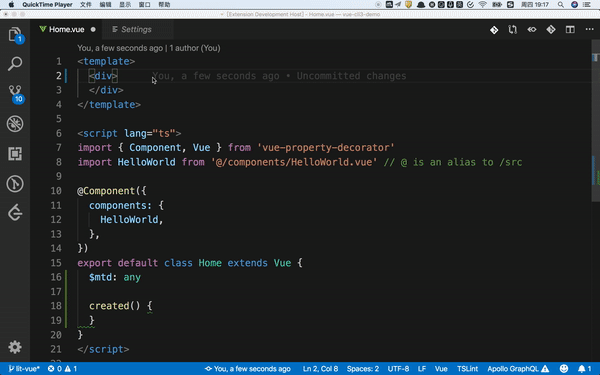 QuickTime Player 文件 编辑 显示 窗口 帮助 周四 19:17
[Extension Development Host] - Home.vue — vue-cli3-demo
Home.vue Settings
You, a few seconds ago | 1 author (You)
1 <template>
2 <div> You, a few seconds ago • Uncommitted changes
3 </div>
4 </template>
5
6 <script lang="ts">
7 import { Component, Vue } from 'vue-property-decorator'
8 import HelloWorld from '@/components/HelloWorld.vue' // @ is an alias to /src
9
10 @Component({
11 components: {
12 HelloWorld,
13 },
14 })
15 export default class Home extends Vue {
16 $mtd: any
17
18 created() {
19 }
20 }
21 </script>
1
10
lit-vue* 0 1 You, a few seconds ago Ln 2, Col 8 Spaces: 2 UTF-8 LF Vue TSLint Apollo GraphQL 1